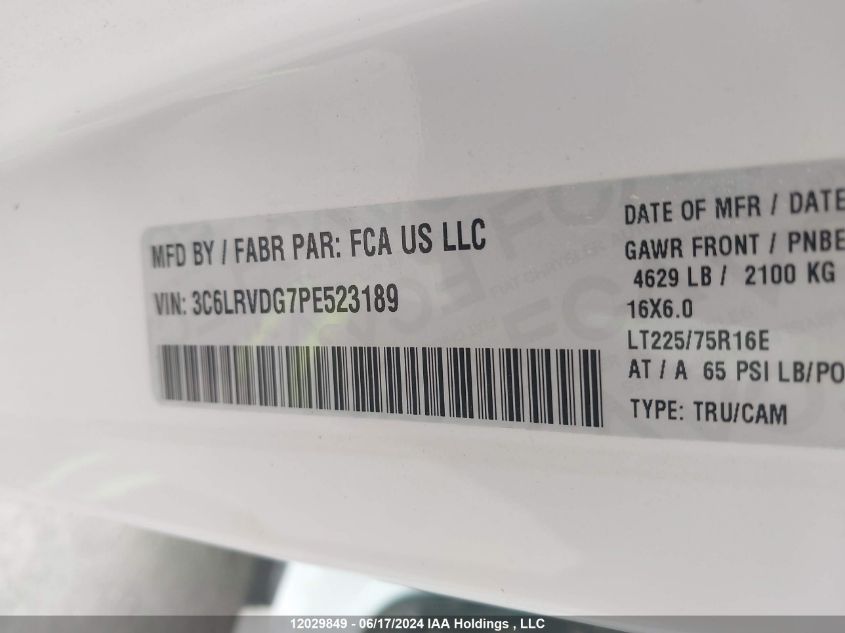 MFD BY / FABR PAR: FCA US LLC
VIN: 3C6LRVDG7PE523189
DATE OF MFR / DATE
GAWR FRONT / PNBE
4629 LB / 2100 KG
16X6.0
LT225/75R16E
AT / A 65 PSI LB/PO
TYPE: TRU/CAM
12029849 - 06/17/2024 IAA Holdings , LLC